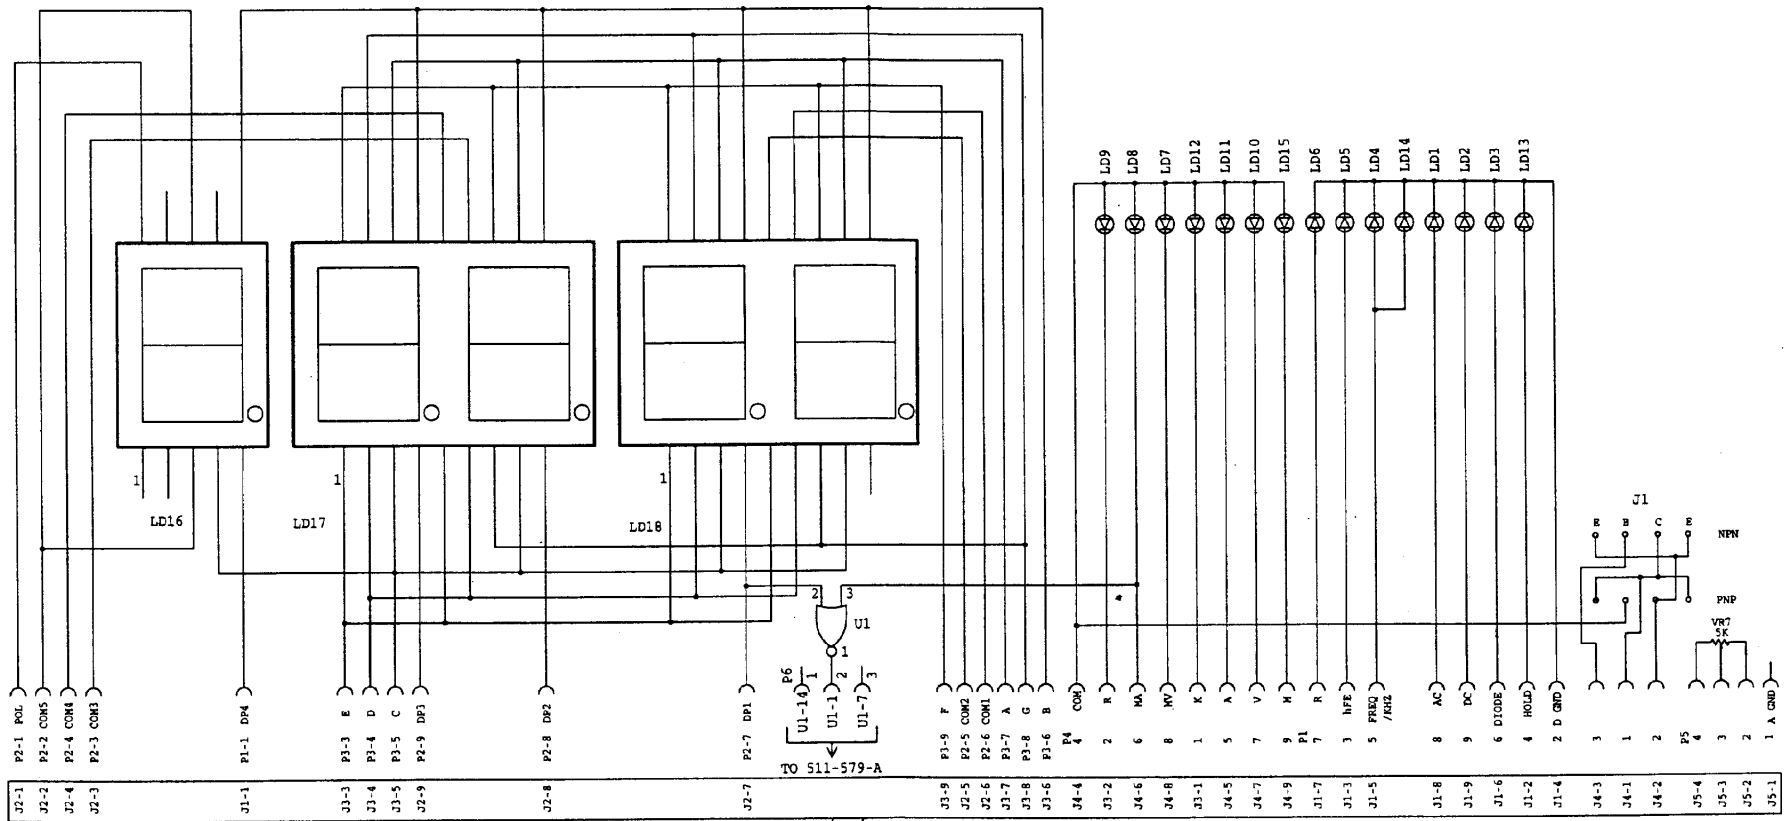 LD9 LD8 LD7 LD12 LD11 LD10 LD15 LD6 LD5 LD4 LD14 LD1 LD2 LD3 LD13
1 1 1
LD16 LD17 LD18
J1
E B C E NPN
PNP
2 3
U1
1
VR7
5K
P6 1 2 3
U1-14 U1-1 U1-7
TO 511-579-A
POL COM5 COM4 COM3 DP4 E D C DP3 DP2 DP1 F COM2 COM1 A G B COM R MA MV K A V M R hFE FREQ/KHZ AC DC DIODE HOLD D GND A GND
P2-1 P2-2 P2-4 P2-3 P1-1 P3-3 P3-4 P3-5 P2-9 P2-8 P2-7 P3-9 P2-5 P2-6 P3-7 P3-8 P3-6 P4 4 2 6 8 1 5 7 9 P1 7 3 5 8 9 6 4 2 3 1 2 P5 4 3 2 1
J2-1 J2-2 J2-4 J2-3 J1-1 J3-3 J3-4 J3-5 J2-9 J2-8 J2-7 J3-9 J2-5 J2-6 J3-7 J3-8 J3-6 J4-4 J3-2 J4-6 J4-8 J3-1 J4-5 J4-7 J4-9 J1-7 J1-3 J1-5 J1-8 J1-9 J1-6 J1-2 J1-4 J4-3 J4-1 J4-2 J5-4 J5-3 J5-2 J5-1